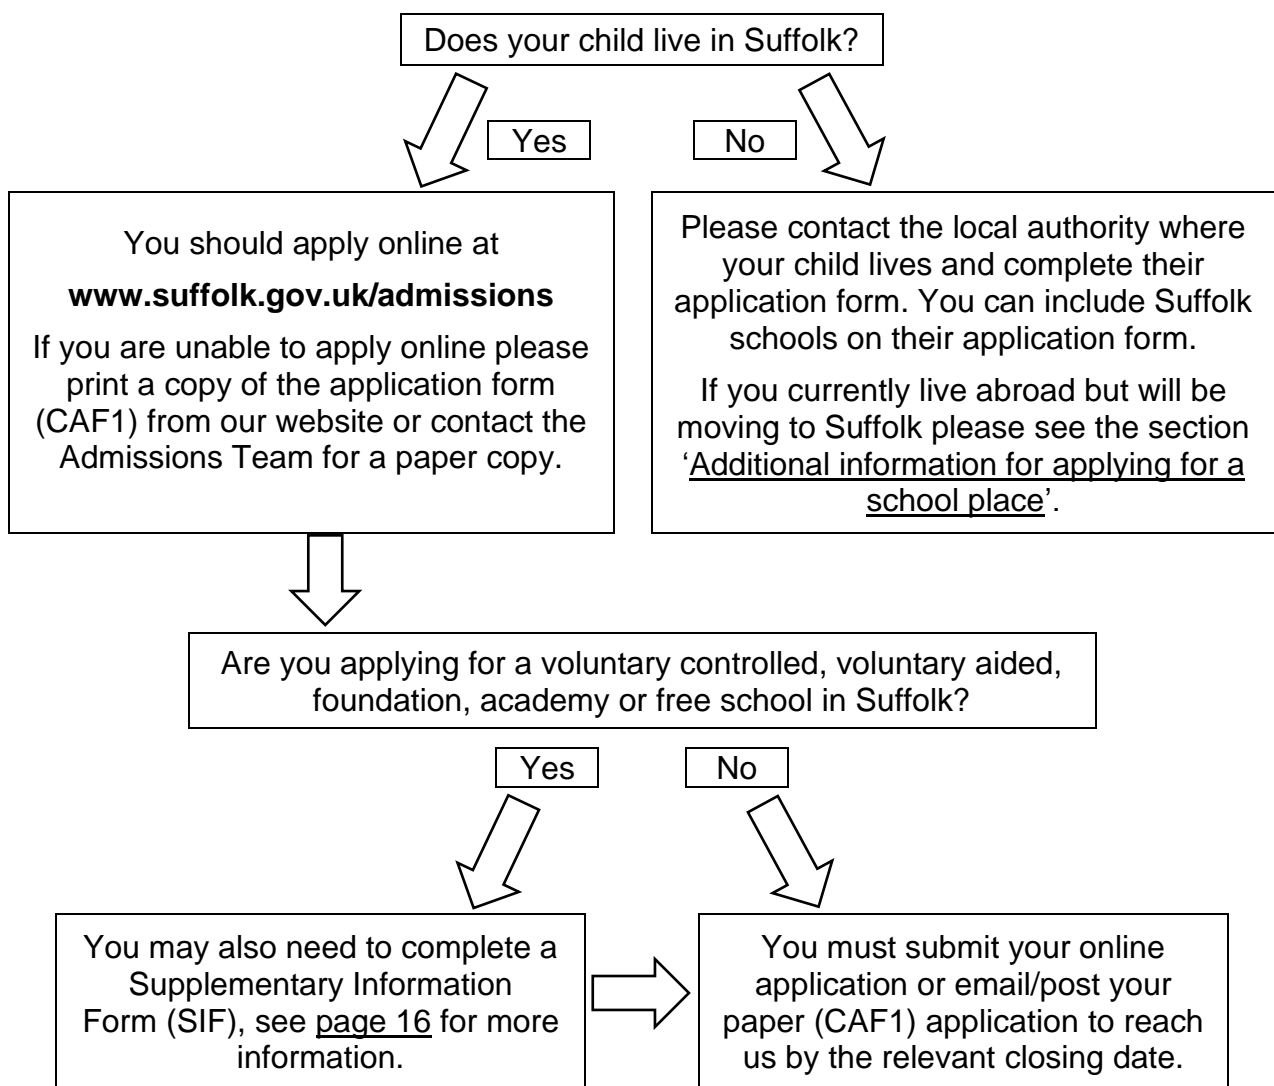 Does your child live in Suffolk?
Yes
No
You should apply online at
www.suffolk.gov.uk/admissions
If you are unable to apply online please
print a copy of the application form
(CAF1) from our website or contact the
Admissions Team for a paper copy.
Please contact the local authority where
your child lives and complete their
application form. You can include Suffolk
schools on their application form.
If you currently live abroad but will be
moving to Suffolk please see the section
‘Additional information for applying for a
school place’.
Are you applying for a voluntary controlled, voluntary aided,
foundation, academy or free school in Suffolk?
Yes
No
You may also need to complete a
Supplementary Information
Form (SIF), see page 16 for more
information.
You must submit your online
application or email/post your
paper (CAF1) application to reach
us by the relevant closing date.